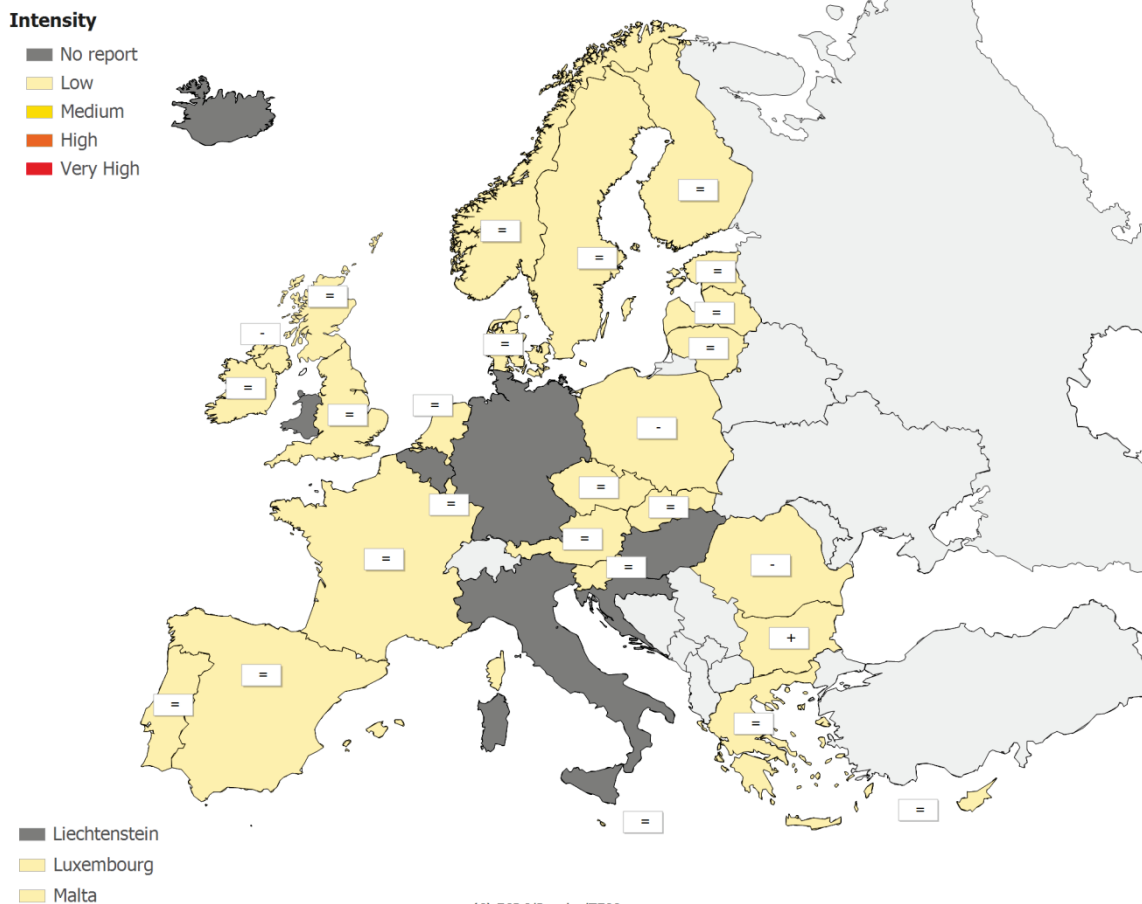 Intensity
No report
Low
Medium
High
Very High
=
=
=
=
=
-
=
=
=
=
=
=
-
=
=
=
=
=
=
-
+
=
=
=
=
=
Liechtenstein
Luxembourg
Malta